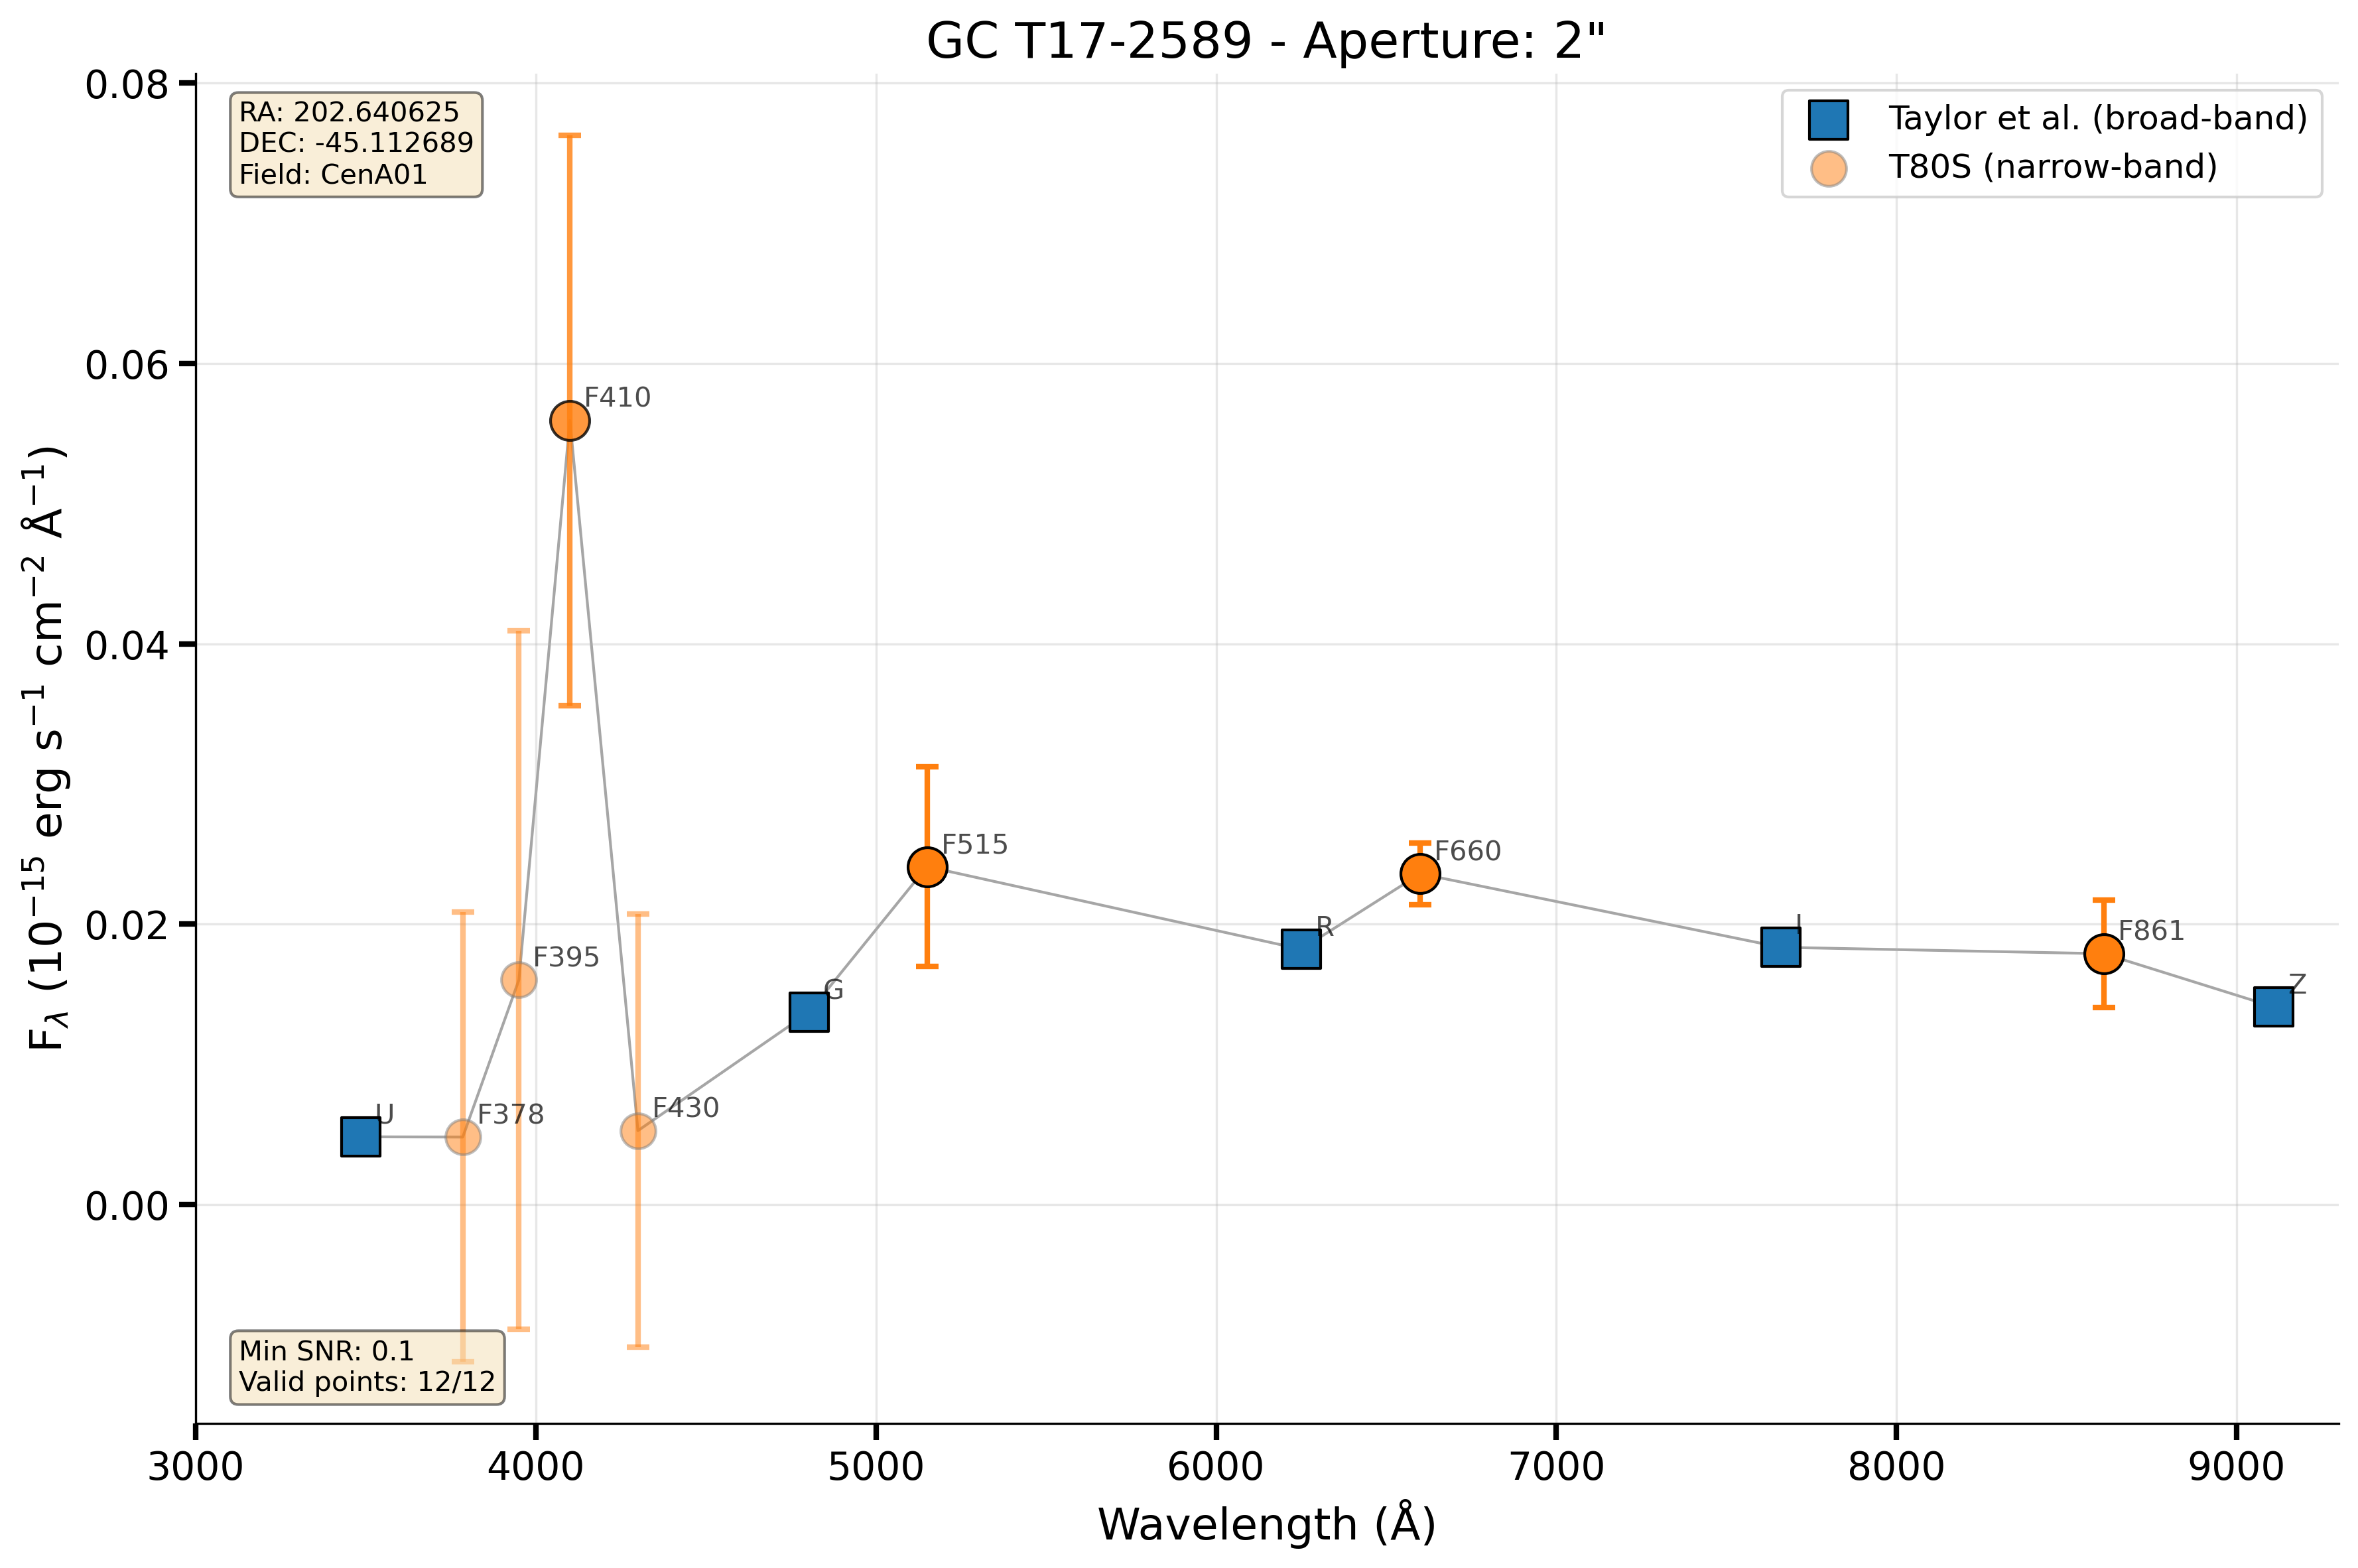 GC T17-2589 - Aperture: 2"
RA: 202.640625
DEC: -45.112689
Field: CenA01
Taylor et al. (broad-band)
T80S (narrow-band)
0.08
0.06
0.04
0.02
0.00
F_λ (10⁻¹⁵ erg s⁻¹ cm⁻² Å⁻¹)
F410
F515
F660
R
I
F861
F395
G
Z
U
F378
F430
Min SNR: 0.1
Valid points: 12/12
3000 4000 5000 6000 7000 8000 9000
Wavelength (Å)